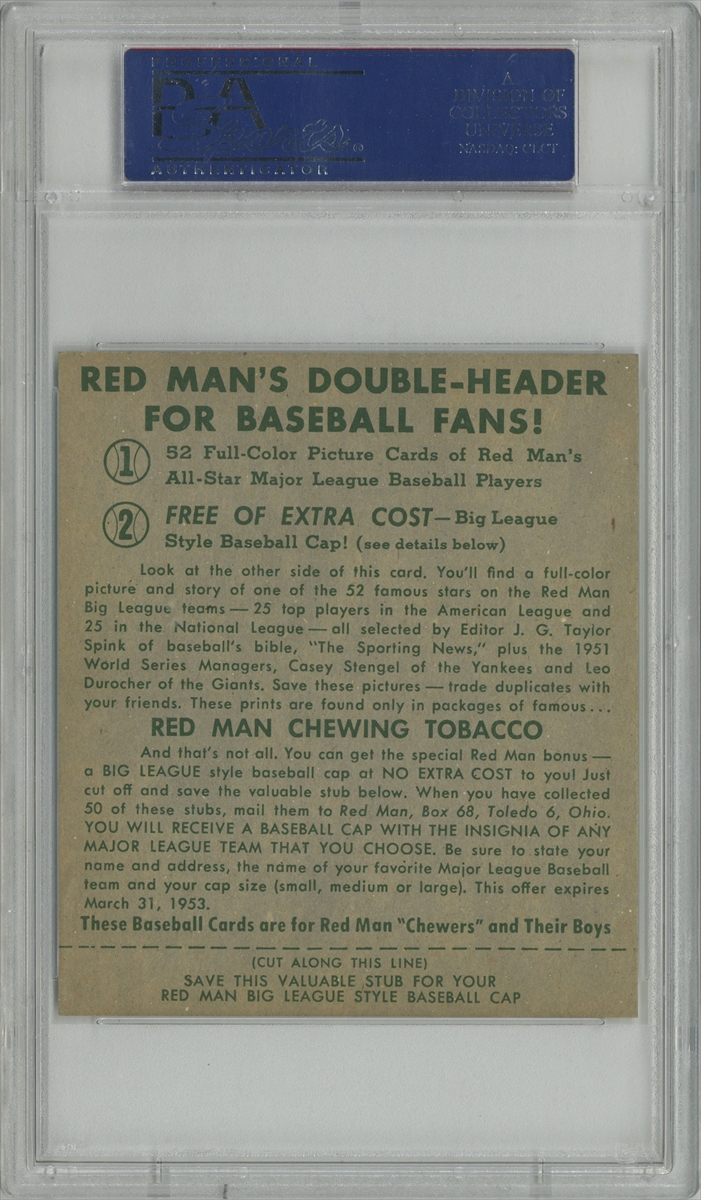 PROFESSIONAL
PSA
AUTHENTICATOR
A
DIVISION OF
COLLECTORS
UNIVERSE
NASDAQ: CLCT
RED MAN'S DOUBLE-HEADER
FOR BASEBALL FANS!
1 52 Full-Color Picture Cards of Red Man's
All-Star Major League Baseball Players
2 FREE OF EXTRA COST—Big League
Style Baseball Cap! (see details below)
Look at the other side of this card. You'll find a full-color
picture and story of one of the 52 famous stars on the Red Man
Big League teams — 25 top players in the American League and
25 in the National League — all selected by Editor J. G. Taylor
Spink of baseball's bible, "The Sporting News," plus the 1951
World Series Managers, Casey Stengel of the Yankees and Leo
Durocher of the Giants. Save these pictures — trade duplicates with
your friends. These prints are found only in packages of famous...
RED MAN CHEWING TOBACCO
And that's not all. You can get the special Red Man bonus —
a BIG LEAGUE style baseball cap at NO EXTRA COST to you! Just
cut off and save the valuable stub below. When you have collected
50 of these stubs, mail them to Red Man, Box 68, Toledo 6, Ohio.
YOU WILL RECEIVE A BASEBALL CAP WITH THE INSIGNIA OF ANY
MAJOR LEAGUE TEAM THAT YOU CHOOSE. Be sure to state your
name and address, the name of your favorite Major League Baseball
team and your cap size (small, medium or large). This offer expires
March 31, 1953.
These Baseball Cards are for Red Man "Chewers" and Their Boys
(CUT ALONG THIS LINE)
SAVE THIS VALUABLE STUB FOR YOUR
RED MAN BIG LEAGUE STYLE BASEBALL CAP